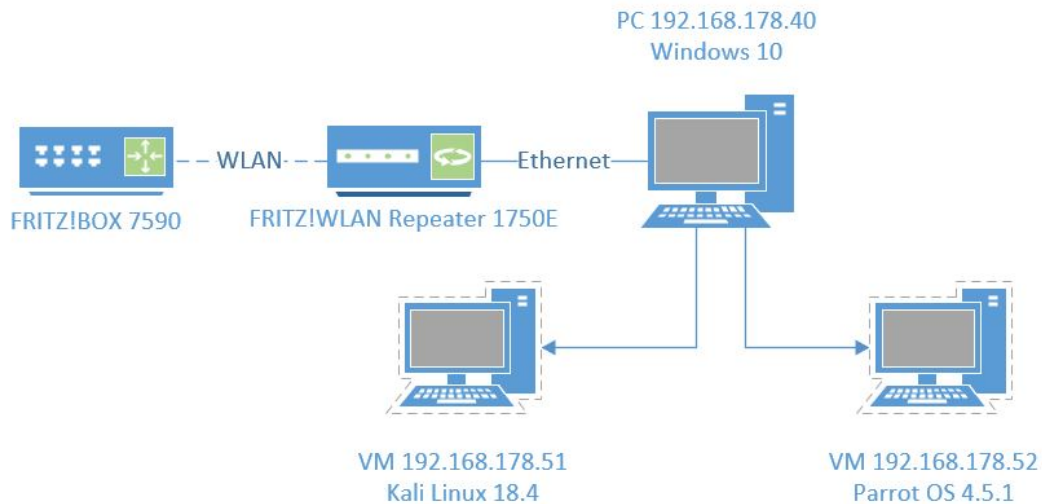 PC 192.168.178.40
Windows 10
WLAN
Ethernet
FRITZ!BOX 7590
FRITZ!WLAN Repeater 1750E
VM 192.168.178.51
Kali Linux 18.4
VM 192.168.178.52
Parrot OS 4.5.1